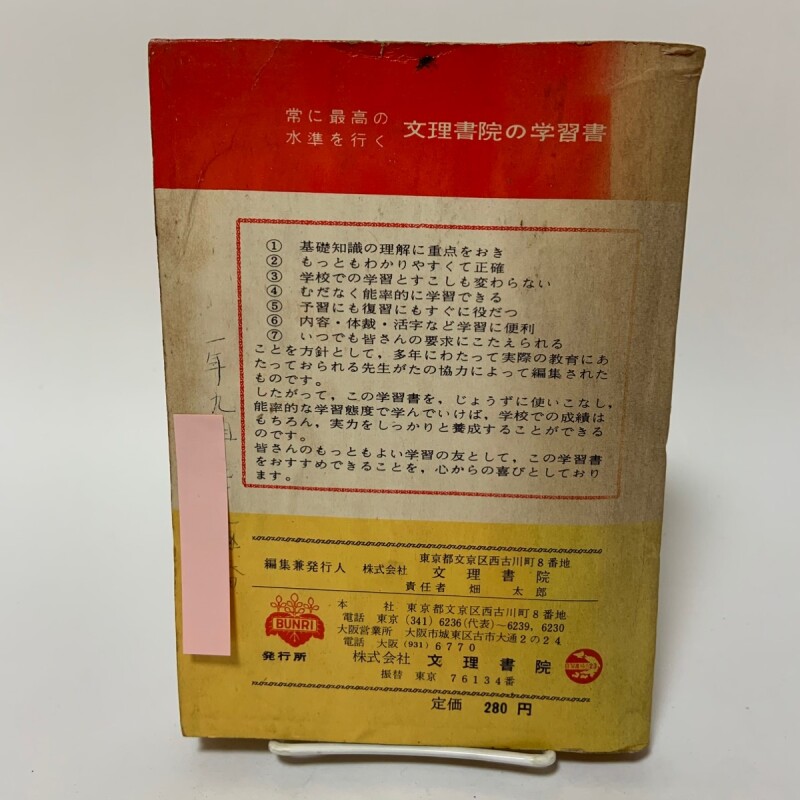 常に最高の
水準を行く
文理書院の学習書
① 基礎知識の理解に重点をおき
② もっともわかりやすくて正確
③ 学校での学習とすこしも変わらない
④ むだなく能率的に学習できる
⑤ 予習にも復習にもすぐに役だつ
⑥ 内容・体裁・活字など学習に便利
⑦ いつでも皆さんの要求にこたえられる
ことを方針として，多年にわたって実際の教育にあ
たっておられる先生がたの協力によって編集された
ものです。
したがって，この学習書を，じょうずに使いこなし，
能率的な学習態度で学んでいけば，学校での成績は
もちろん，実力をしっかりと養成することができる
のです。
皆さんのもっともよい学習の友として，この学習書
をおすすめできることを，心からの喜びとしており
ます。
一年九組
東京都文京区西古川町8番地
編集兼発行人 株式会社 文理書院
責任者 畑 太郎
本社 東京都文京区西古川町8番地
電話 東京 (341) 6236 (代表)～6239, 6230
大阪営業所 大阪市城東区古市大通2の24
電話 大阪 (931) 6770
BUNRI
発行所 株式会社 文理書院
振替 東京 76134番
定価 280円